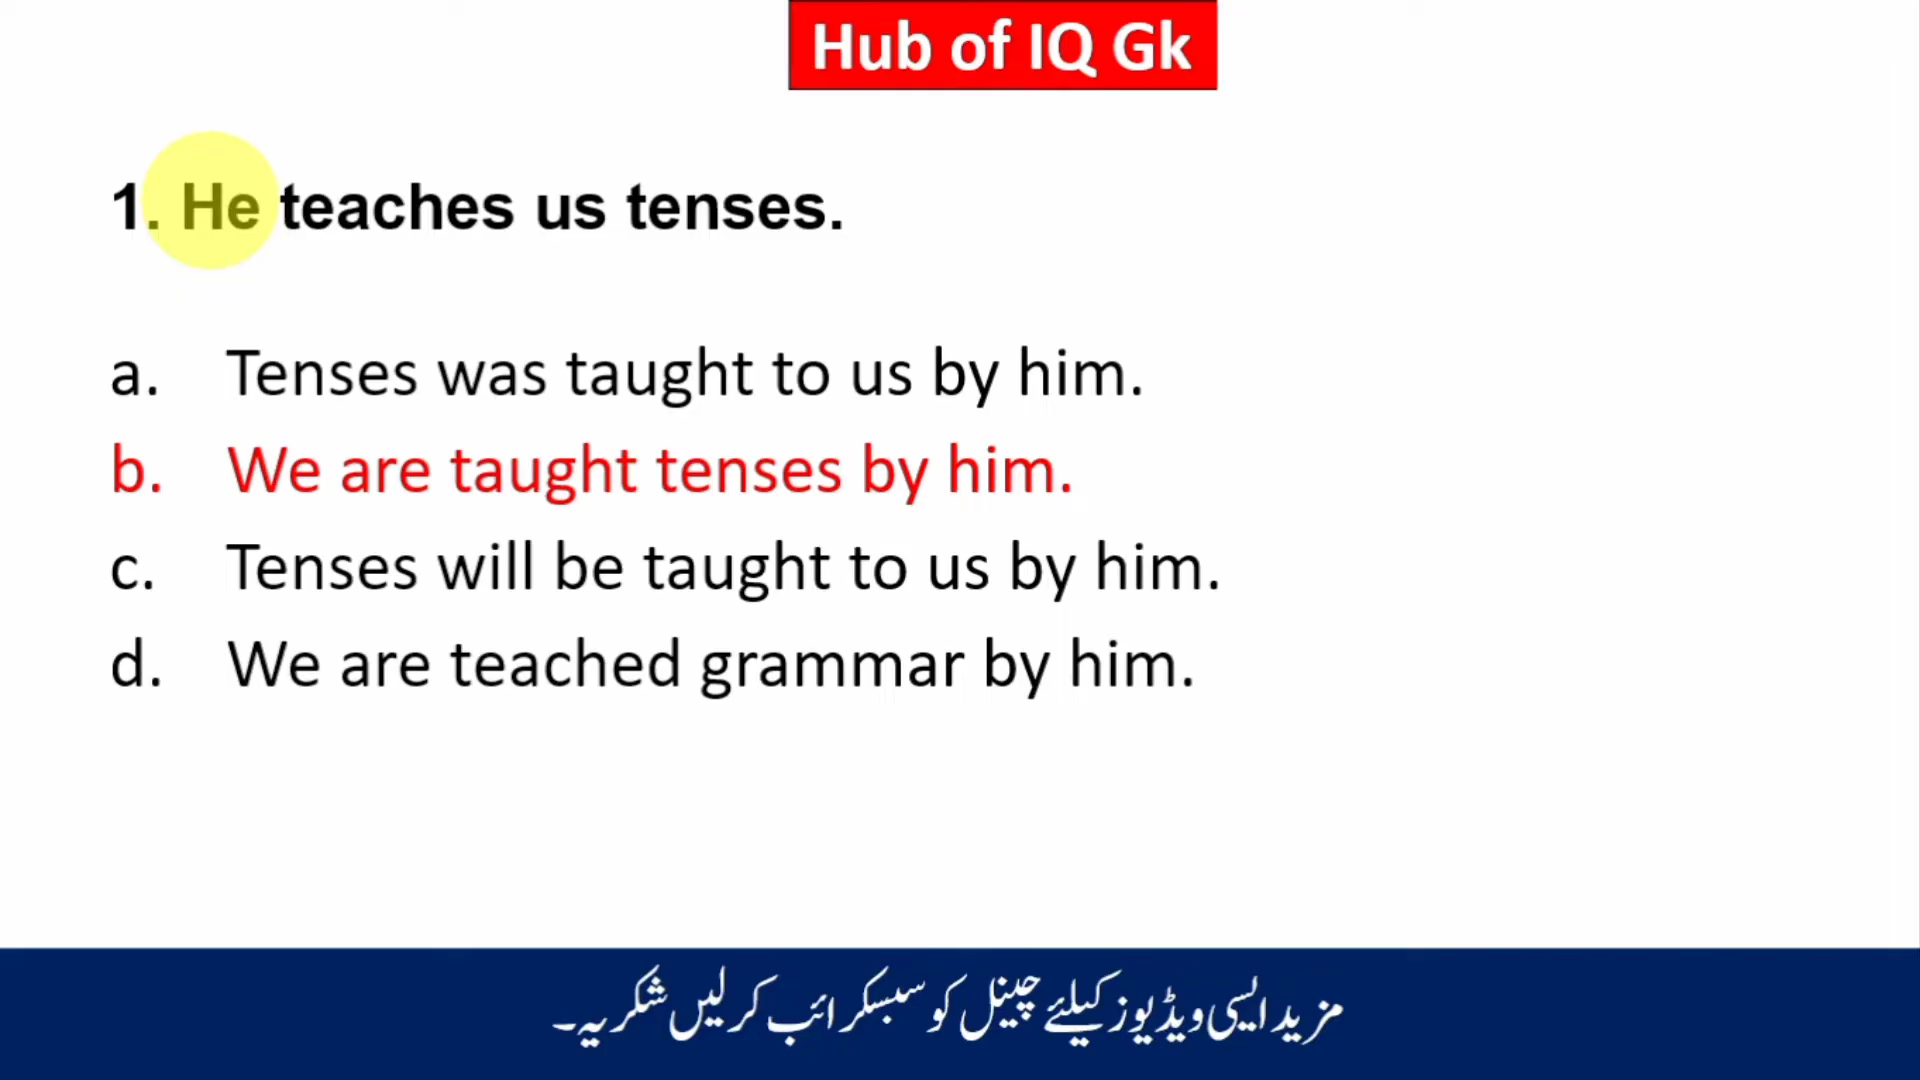 Hub of IQ Gk
1. He teaches us tenses.
a. Tenses was taught to us by him.
b. We are taught tenses by him.
c. Tenses will be taught to us by him.
d. We are teached grammar by him.
مزید ایسی ویڈیوز کیلئے چینل کو سبسکرائب کر لیں شکریہ۔